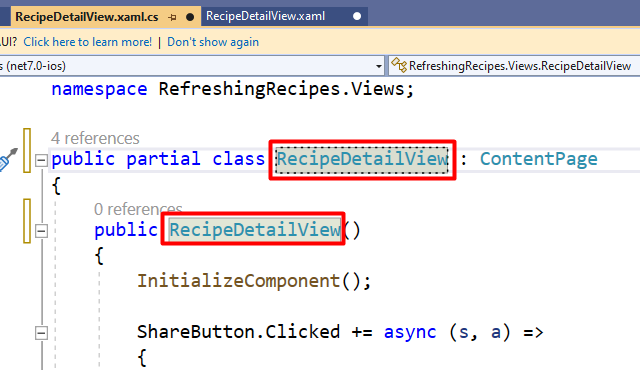 RecipeDetailView.xaml.cs RecipeDetailView.xaml
UI? Click here to learn more! | Don't show again
s (net7.0-ios) RefreshingRecipes.Views.RecipeDetailView
namespace RefreshingRecipes.Views;
4 references
public partial class RecipeDetailView : ContentPage
{
0 references
public RecipeDetailView()
{
InitializeComponent();
ShareButton.Clicked += async (s, a) =>
{